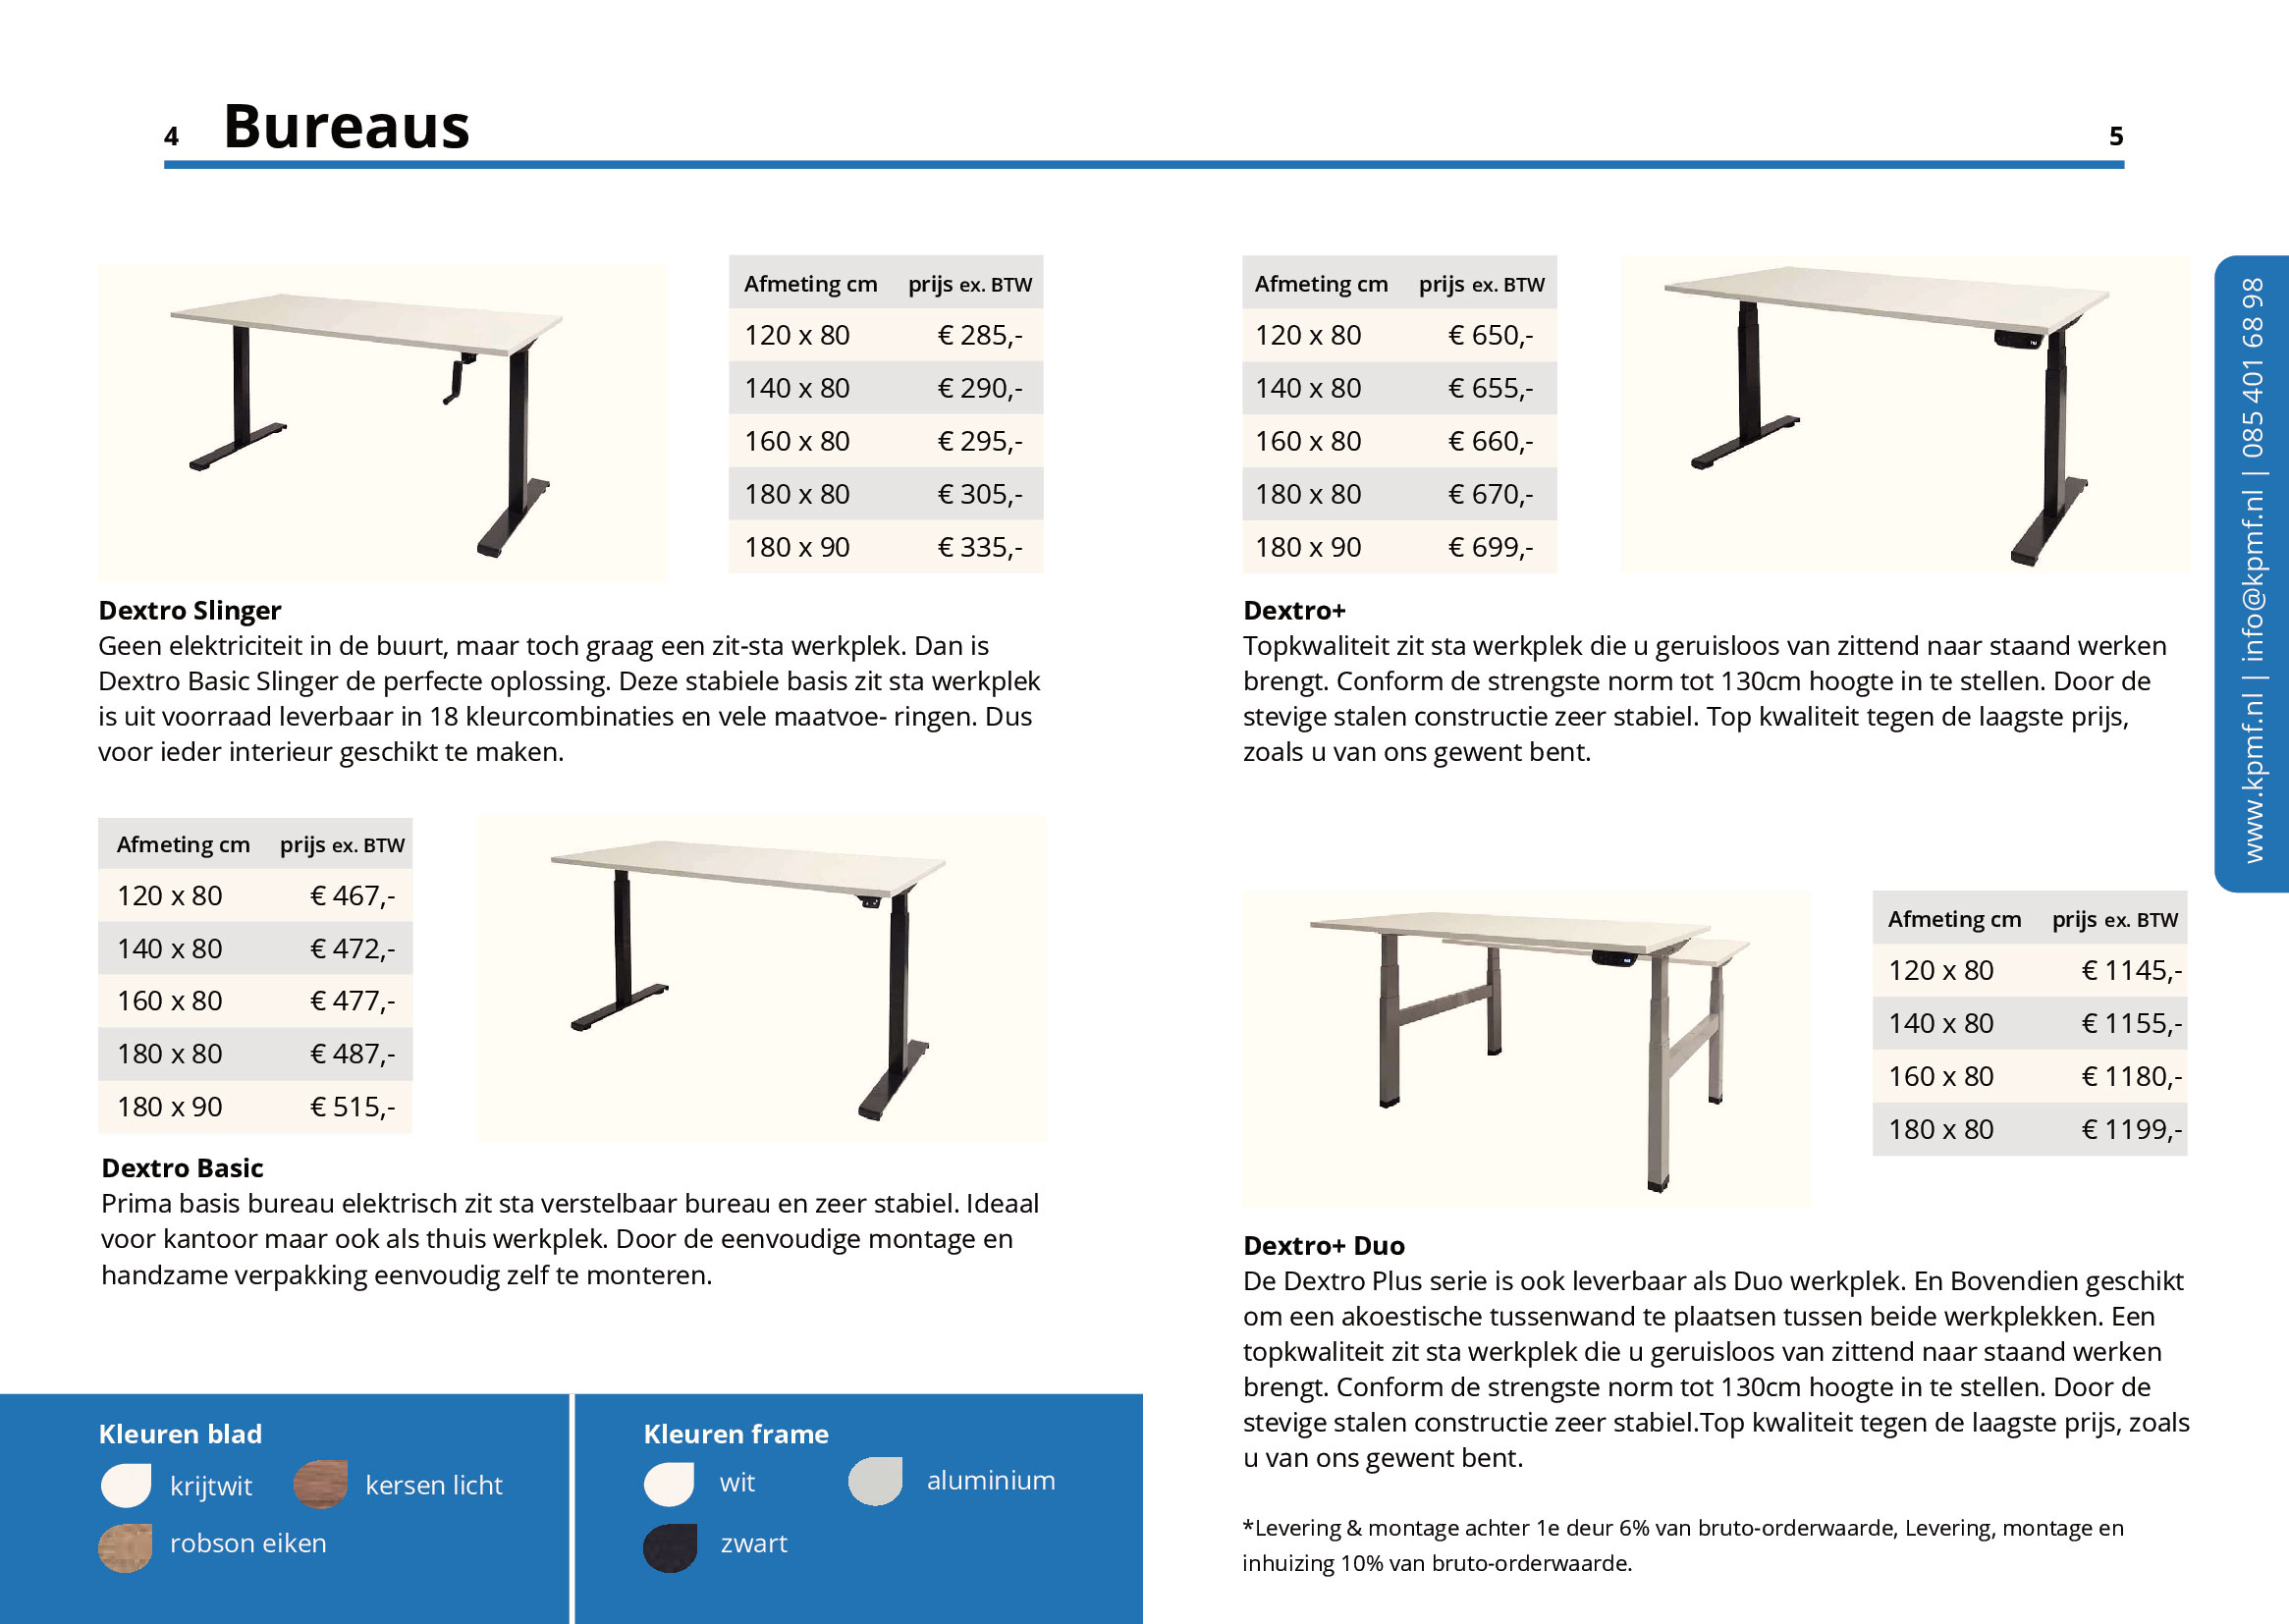 4 Bureaus
5
Afmeting cm prijs ex. BTW
120 x 80 € 285,-
140 x 80 € 290,-
160 x 80 € 295,-
180 x 80 € 305,-
180 x 90 € 335,-
Dextro Slinger
Geen elektriciteit in de buurt, maar toch graag een zit-sta werkplek. Dan is
Dextro Basic Slinger de perfecte oplossing. Deze stabiele basis zit sta werkplek
is uit voorraad leverbaar in 18 kleurcombinaties en vele maatvoe- ringen. Dus
voor ieder interieur geschikt te maken.
Afmeting cm prijs ex. BTW
120 x 80 € 467,-
140 x 80 € 472,-
160 x 80 € 477,-
180 x 80 € 487,-
180 x 90 € 515,-
Dextro Basic
Prima basis bureau elektrisch zit sta verstelbaar bureau en zeer stabiel. Ideaal
voor kantoor maar ook als thuis werkplek. Door de eenvoudige montage en
handzame verpakking eenvoudig zelf te monteren.
Kleuren blad
krijtwit kersen licht
robson eiken
Kleuren frame
wit aluminium
zwart
Afmeting cm prijs ex. BTW
120 x 80 € 650,-
140 x 80 € 655,-
160 x 80 € 660,-
180 x 80 € 670,-
180 x 90 € 699,-
Dextro+
Topkwaliteit zit sta werkplek die u geruisloos van zittend naar staand werken
brengt. Conform de strengste norm tot 130cm hoogte in te stellen. Door de
stevige stalen constructie zeer stabiel. Top kwaliteit tegen de laagste prijs,
zoals u van ons gewent bent.
Afmeting cm prijs ex. BTW
120 x 80 € 1145,-
140 x 80 € 1155,-
160 x 80 € 1180,-
180 x 80 € 1199,-
Dextro+ Duo
De Dextro Plus serie is ook leverbaar als Duo werkplek. En Bovendien geschikt
om een akoestische tussenwand te plaatsen tussen beide werkplekken. Een
topkwaliteit zit sta werkplek die u geruisloos van zittend naar staand werken
brengt. Conform de strengste norm tot 130cm hoogte in te stellen. Door de
stevige stalen constructie zeer stabiel.Top kwaliteit tegen de laagste prijs, zoals
u van ons gewent bent.
*Levering & montage achter 1e deur 6% van bruto-orderwaarde, Levering, montage en
inhuizing 10% van bruto-orderwaarde.
www.kpmf.nl | info@kpmf.nl | 085 401 68 98